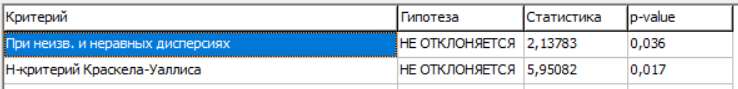 Критерий Гипотеза Статистика p-value
При неизв. и неравных дисперсиях НЕ ОТКЛОНЯЕТСЯ 2,13783 0,036
Н-критерий Краскела-Уаллиса НЕ ОТКЛОНЯЕТСЯ 5,95082 0,017